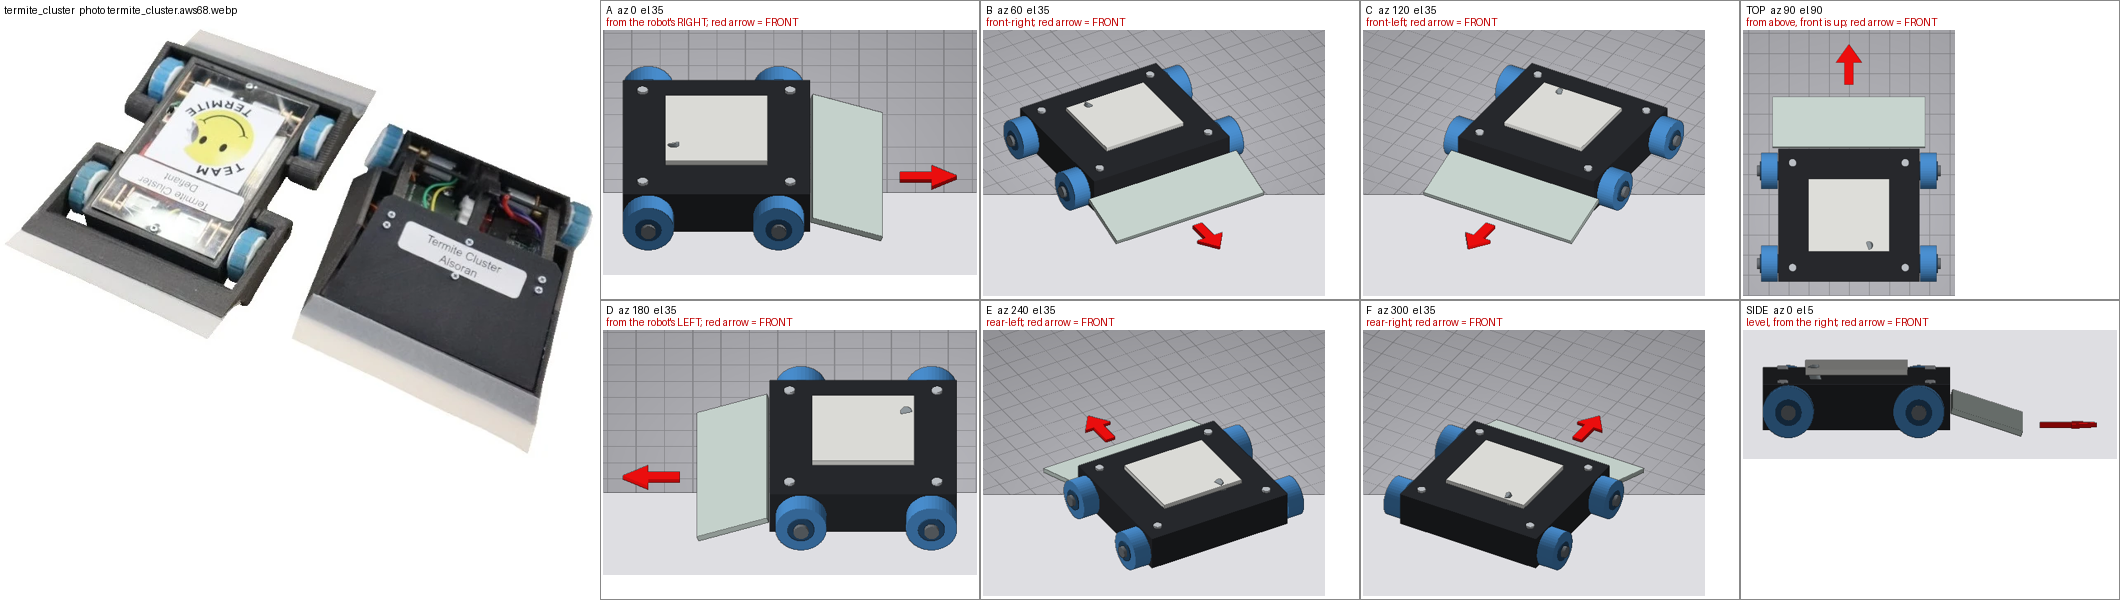 termite_cluster phototermite_cluster.aws68.webp
TEAM
TERMITE
Termite Cluster
Defiant
Termite Cluster
Alsoran
A az 0 el 35
from the robot's RIGHT; red arrow = FRONT
B az 60 el 35
front-right; red arrow = FRONT
C az 120 el 35
front-left; red arrow = FRONT
TOP az 90 el 90
from above, front is up; red arrow = FRONT
D az 180 el 35
from the robot's LEFT; red arrow = FRONT
E az 240 el 35
rear-left; red arrow = FRONT
F az 300 el 35
rear-right; red arrow = FRONT
SIDE az 0 el 5
level, from the right; red arrow = FRONT